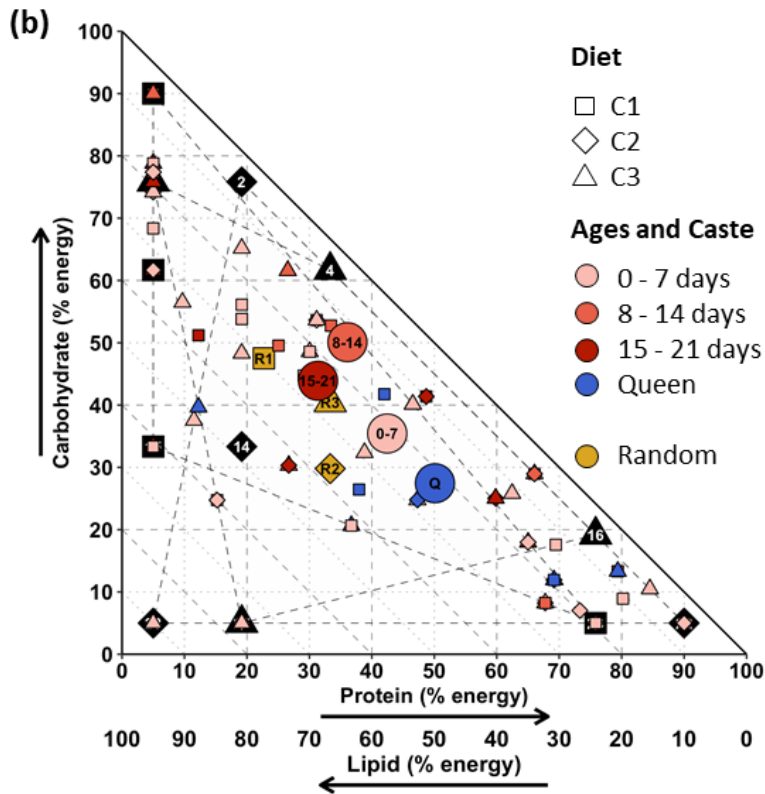 (b)
100
90
80
70
60
50
40
30
20
10
0
Carbohydrate (% energy)
2
4
8-14
R1
15-21
R3
0-7
14
R2
Q
16
0 10 20 30 40 50 60 70 80 90 100
Protein (% energy)
100 90 80 70 60 50 40 30 20 10 0
Lipid (% energy)
Diet
C1
C2
C3
Ages and Caste
0 - 7 days
8 - 14 days
15 - 21 days
Queen
Random